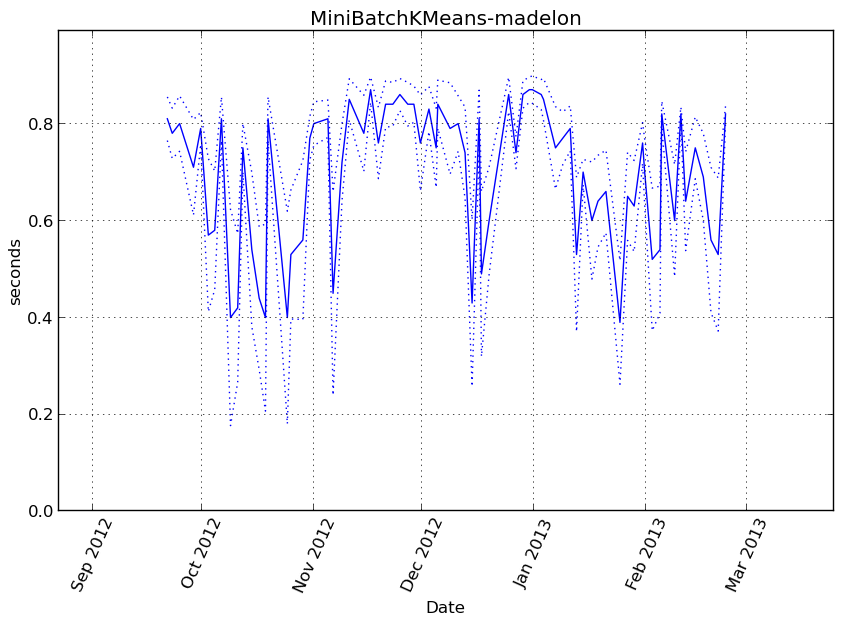 MiniBatchKMeans-madelon
seconds
0.8
0.6
0.4
0.2
0.0
Sep 2012
Oct 2012
Nov 2012
Dec 2012
Jan 2013
Feb 2013
Mar 2013
Date